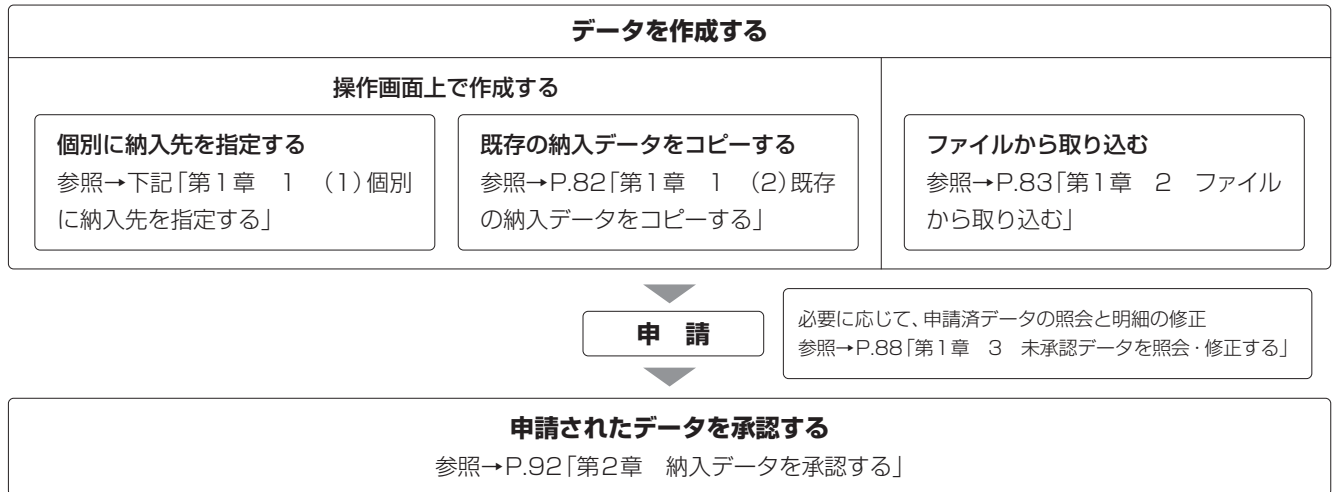 データを作成する
操作画面上で作成する
個別に納入先を指定する
参照→下記「第1章　1　(1)個別
に納入先を指定する」
既存の納入データをコピーする
参照→P.82「第1章　1　(2)既存
の納入データをコピーする」
ファイルから取り込む
参照→P.83「第1章　2　ファイル
から取り込む」
申　請
必要に応じて、申請済データの照会と明細の修正
参照→P.88「第1章　3　未承認データを照会・修正する」
申請されたデータを承認する
参照→P.92「第2章　納入データを承認する」